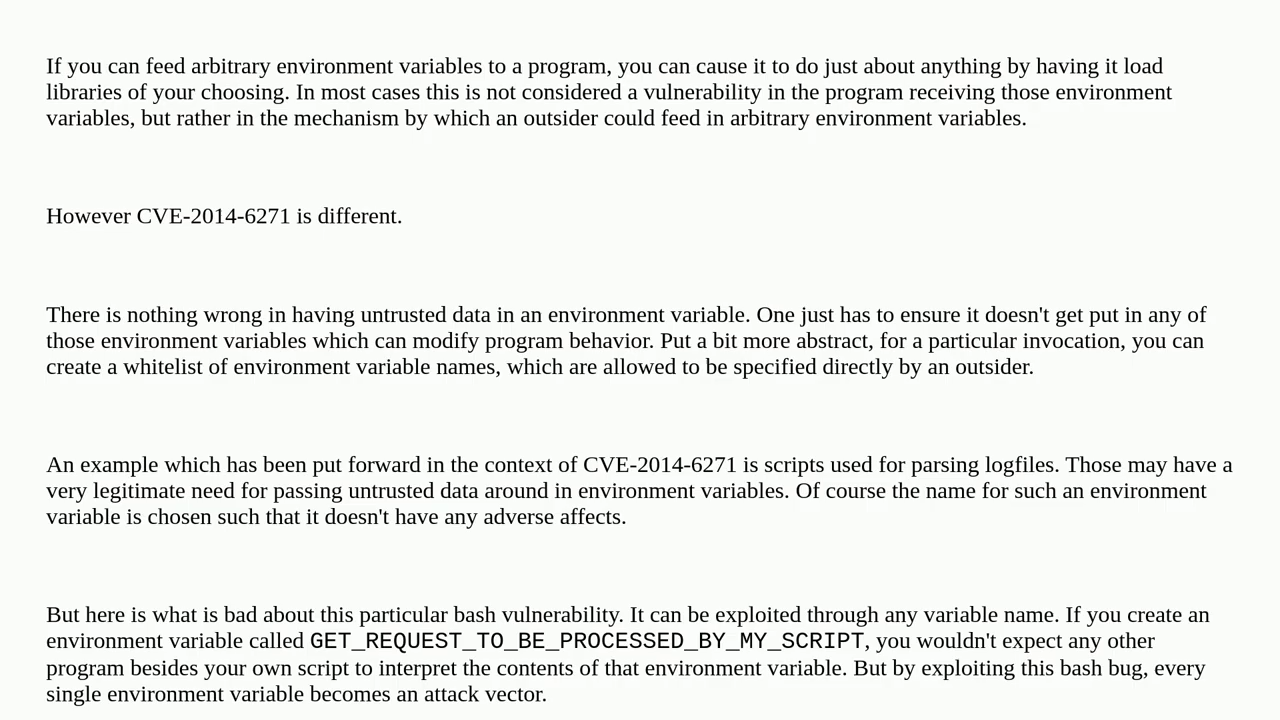 If you can feed arbitrary environment variables to a program, you can cause it to do just about anything by having it load
libraries of your choosing. In most cases this is not considered a vulnerability in the program receiving those environment
variables, but rather in the mechanism by which an outsider could feed in arbitrary environment variables.
However CVE-2014-6271 is different.
There is nothing wrong in having untrusted data in an environment variable. One just has to ensure it doesn't get put in any of
those environment variables which can modify program behavior. Put a bit more abstract, for a particular invocation, you can
create a whitelist of environment variable names, which are allowed to be specified directly by an outsider.
An example which has been put forward in the context of CVE-2014-6271 is scripts used for parsing logfiles. Those may have a
very legitimate need for passing untrusted data around in environment variables. Of course the name for such an environment
variable is chosen such that it doesn't have any adverse affects.
But here is what is bad about this particular bash vulnerability. It can be exploited through any variable name. If you create an
environment variable called GET_REQUEST_TO_BE_PROCESSED_BY_MY_SCRIPT, you wouldn't expect any other
program besides your own script to interpret the contents of that environment variable. But by exploiting this bash bug, every
single environment variable becomes an attack vector.